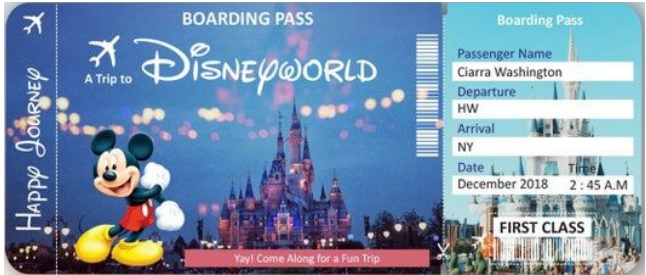 HAPPY JOURNEY
BOARDING PASS
A Trip to DISNEYWORLD
Yay! Come Along for a Fun Trip
Boarding Pass
Passenger Name
Ciarra Washington
Departure
HW
Arrival
NY
Date Time
December 2018 2 : 45 A.M
FIRST CLASS